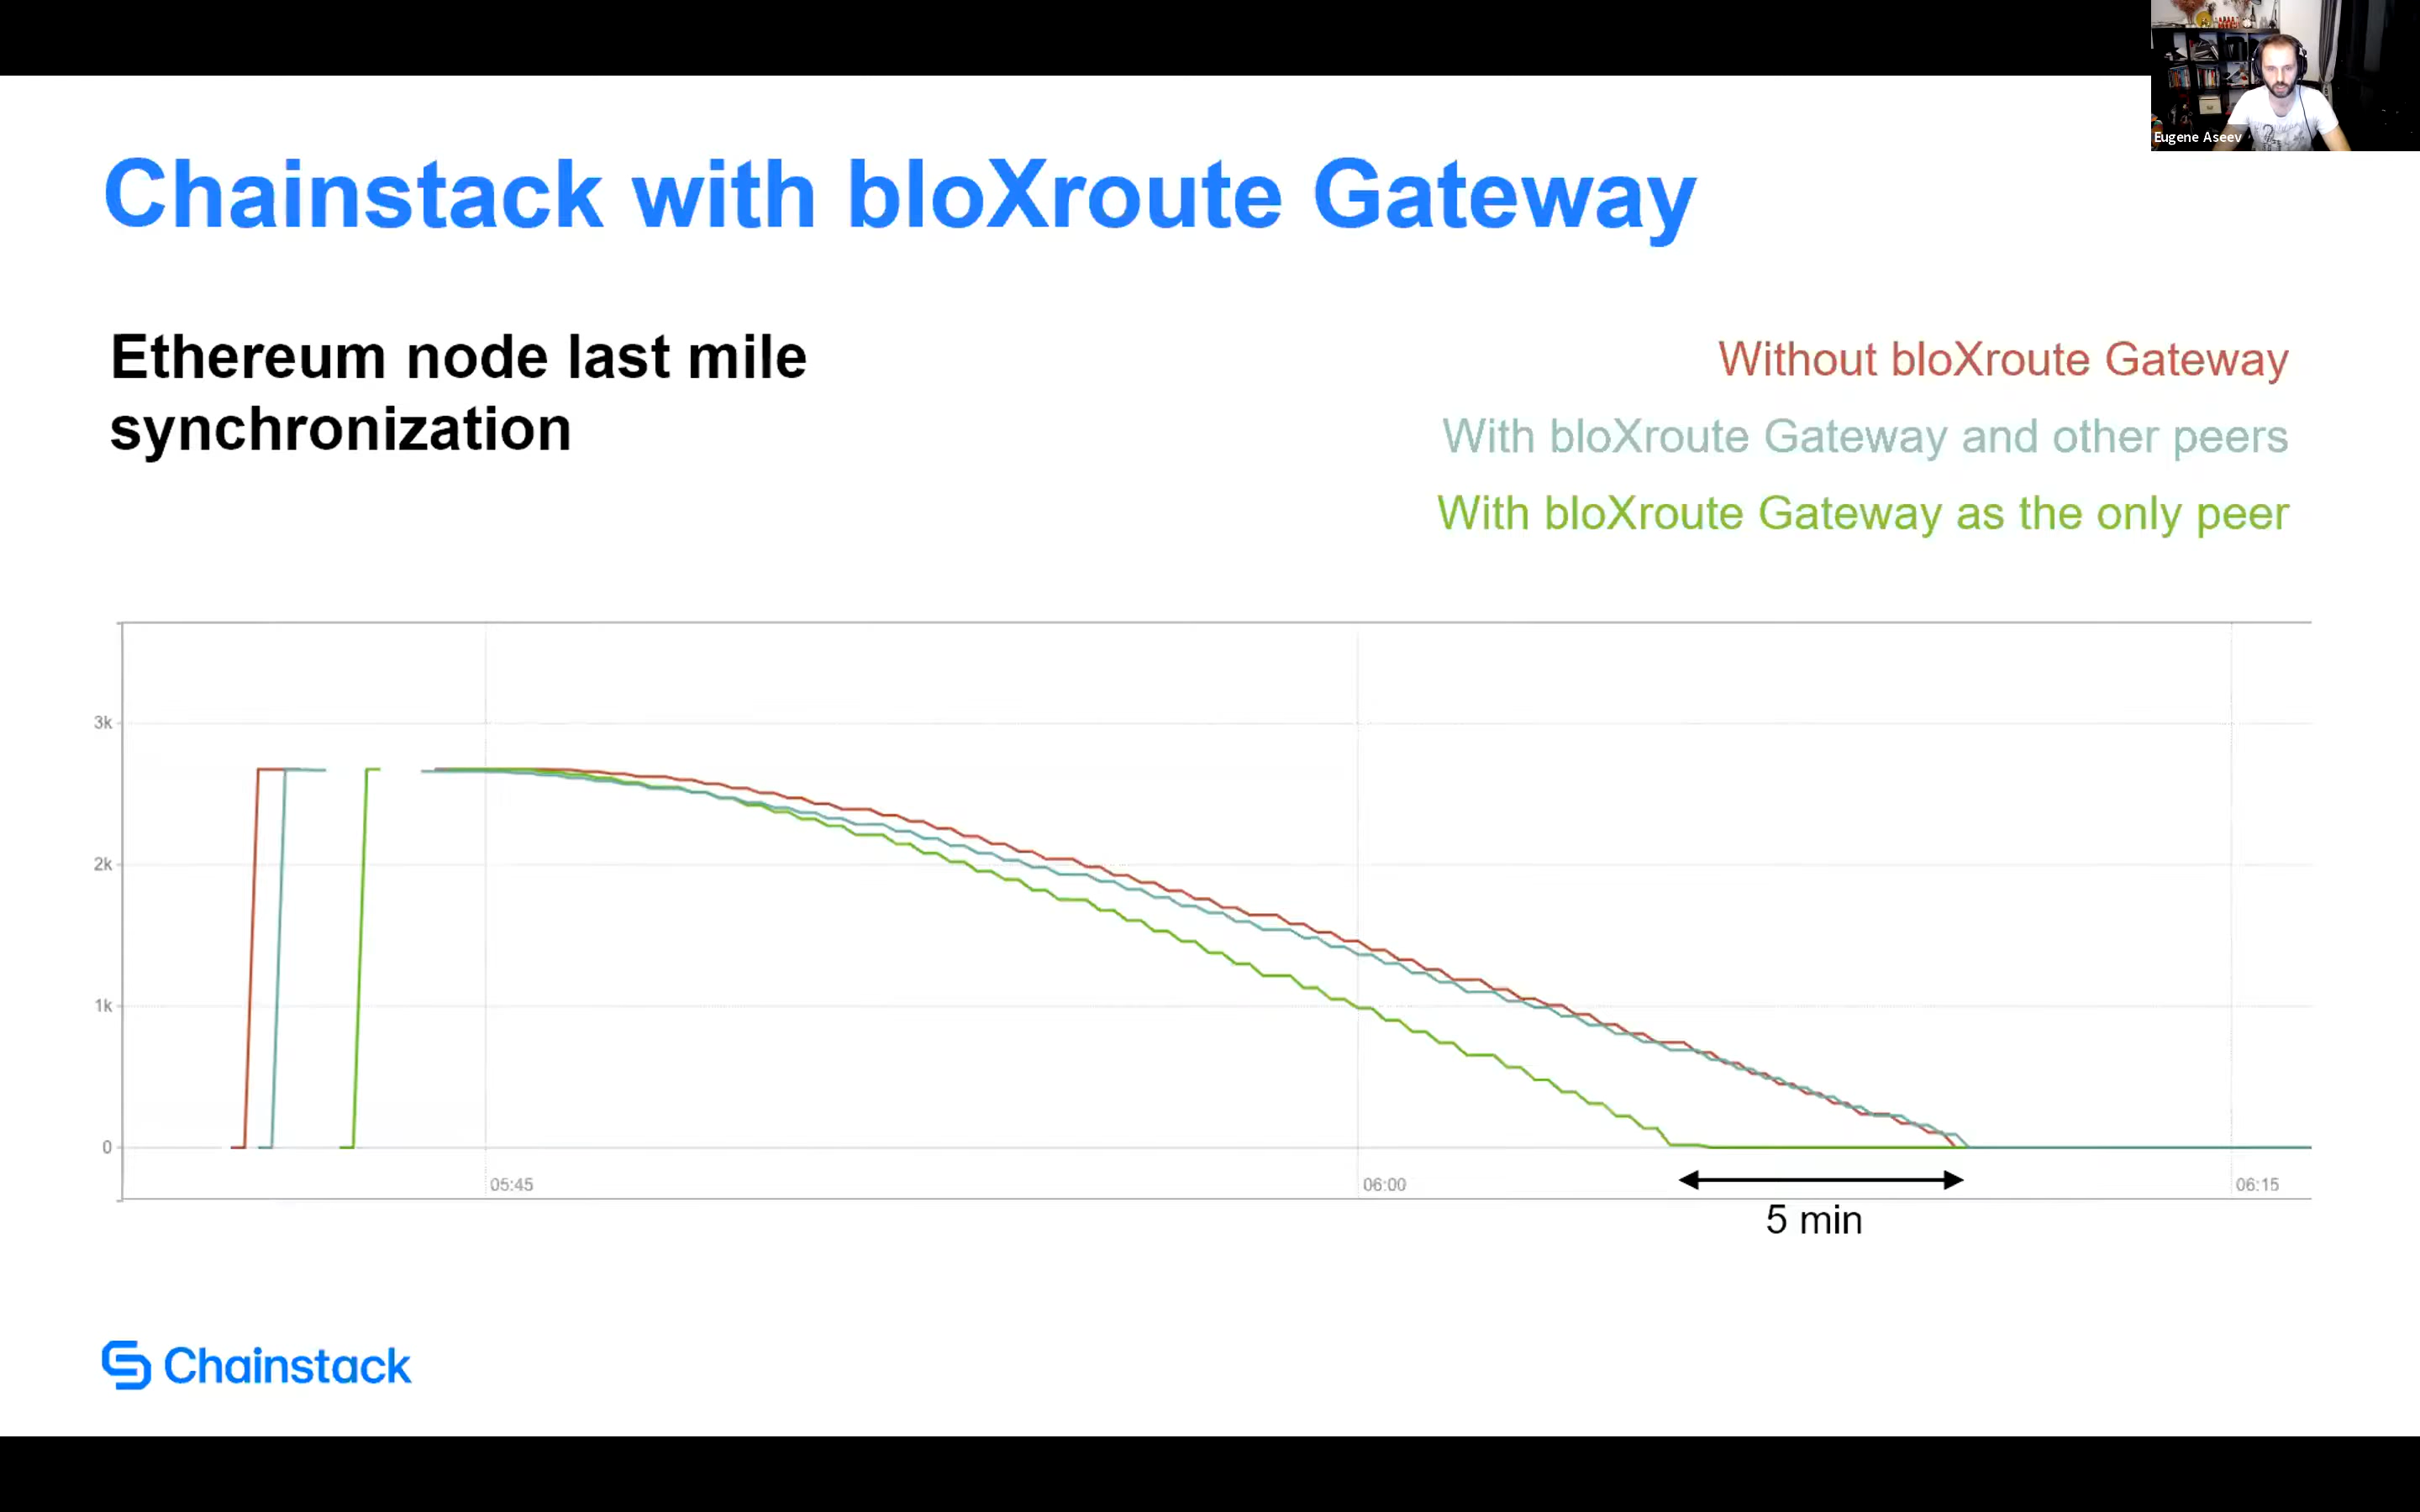 Eugene Aseev
Chainstack with bloXroute Gateway
Ethereum node last mile
synchronization
Without bloXroute Gateway
With bloXroute Gateway and other peers
With bloXroute Gateway as the only peer
3k
2k
1k
0
05:45
06:00
06:15
5 min
Chainstack